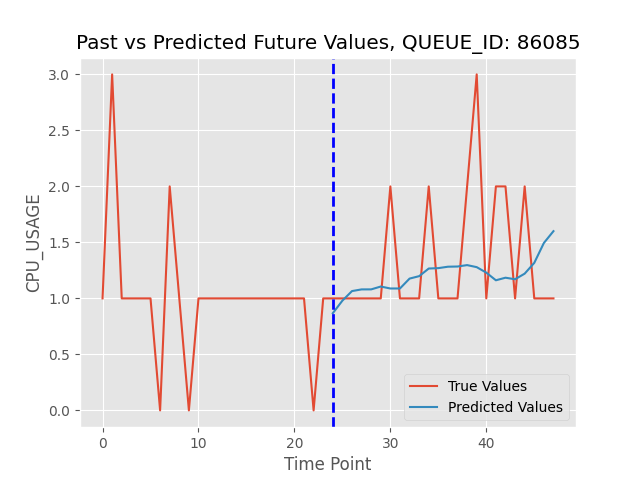 Past vs Predicted Future Values, QUEUE_ID: 86085
3.0
2.5
2.0
1.5
1.0
0.5
0.0
CPU_USAGE
0
10
20
30
40
Time Point
True Values
Predicted Values